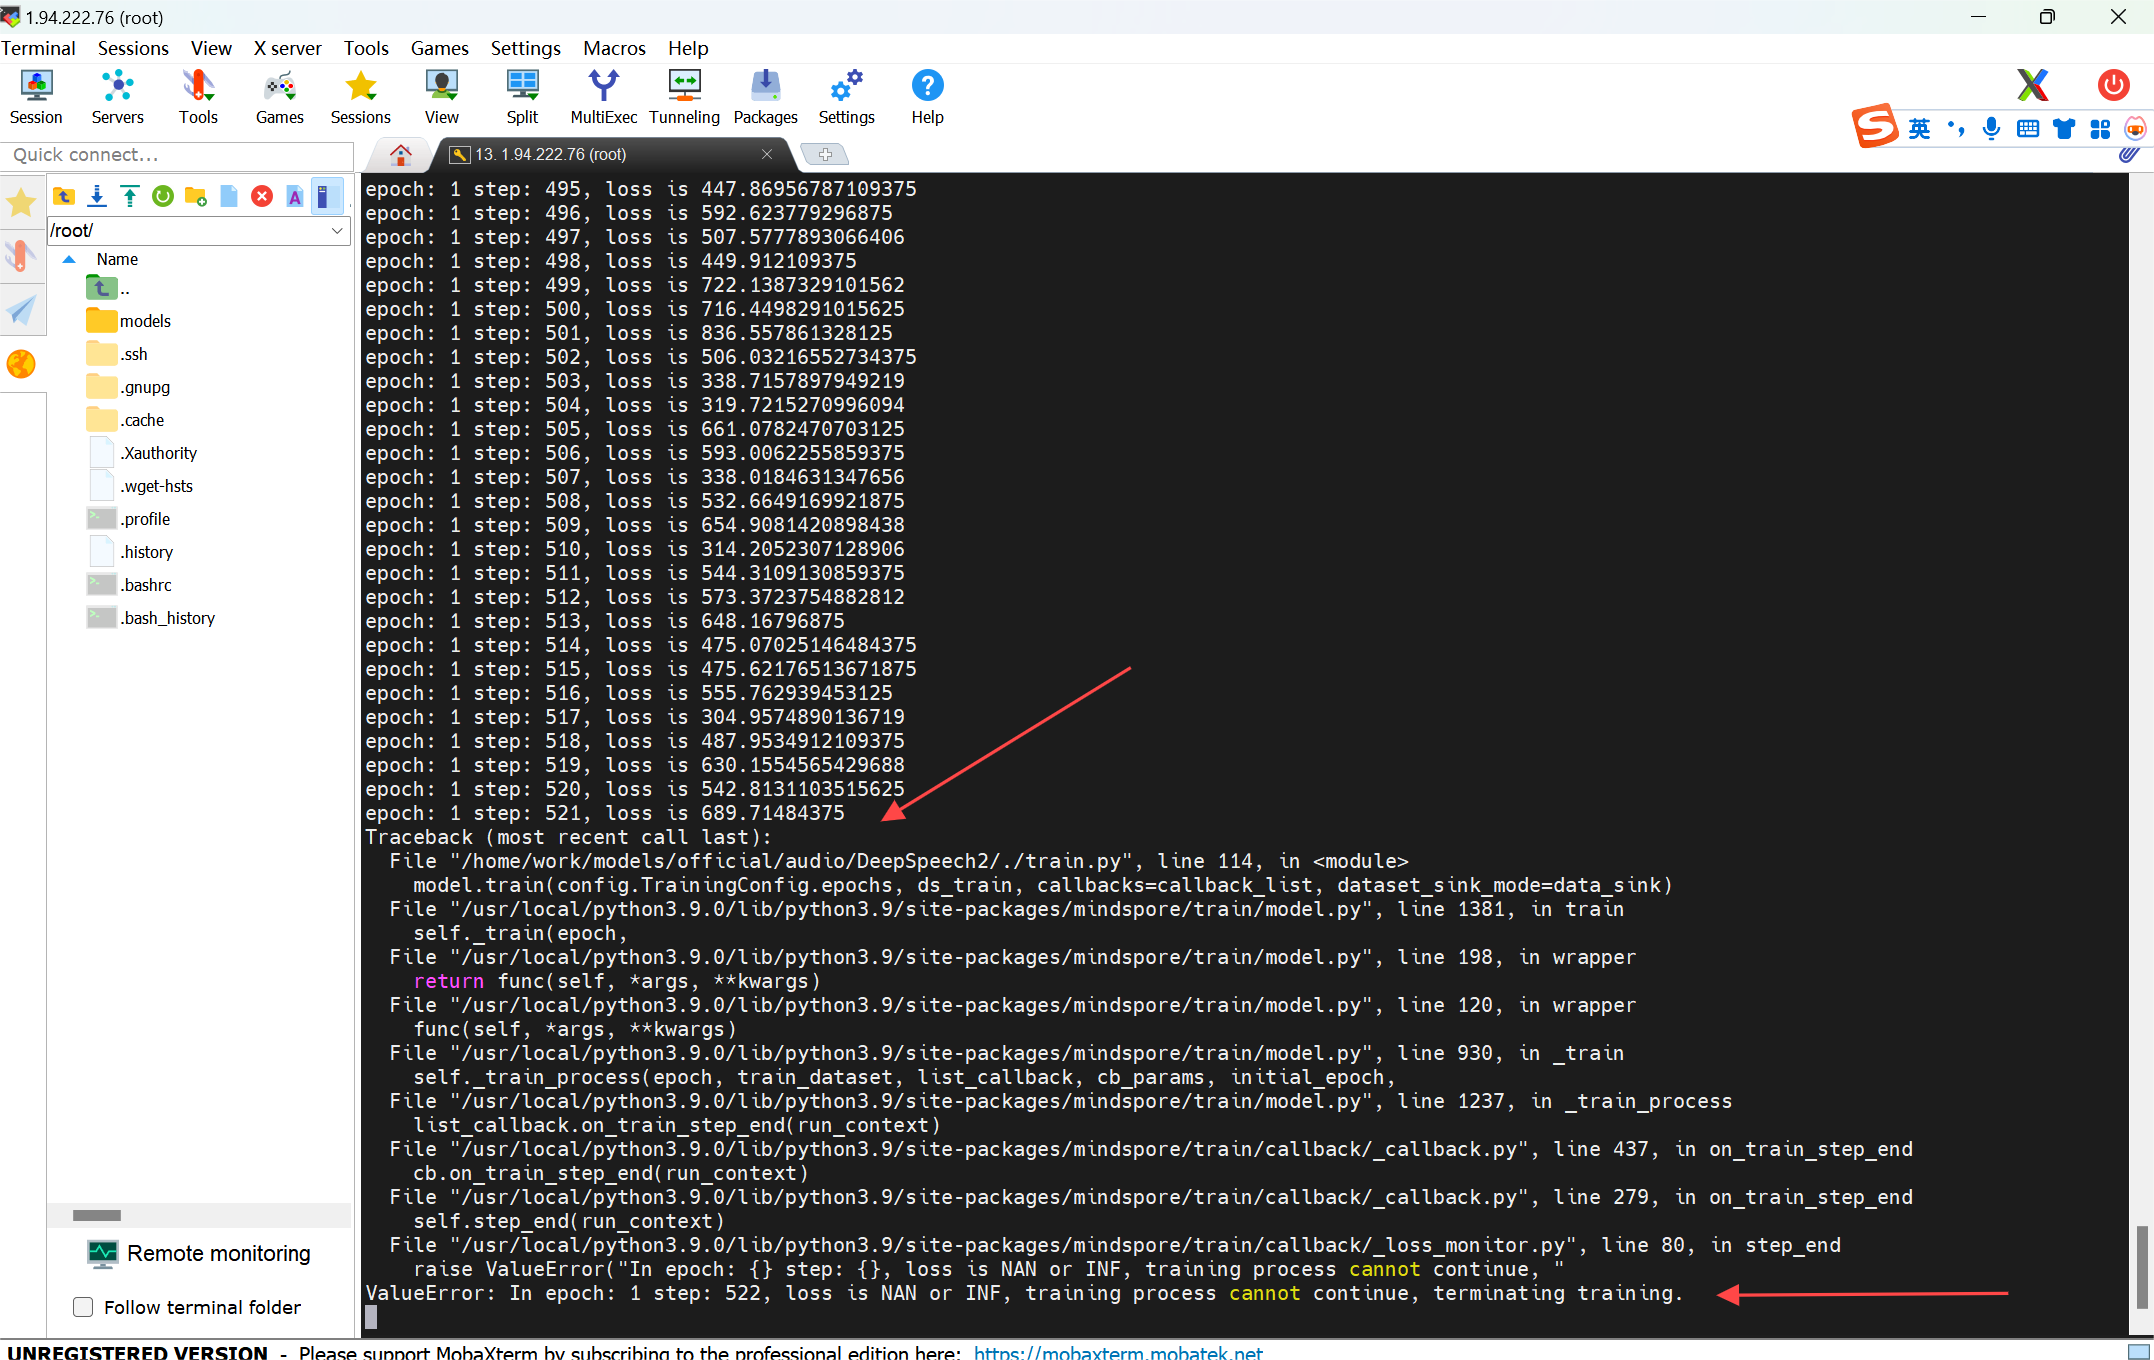 1.94.222.76 (root)
Terminal Sessions View X server Tools Games Settings Macros Help
Session Servers Tools Games Sessions View Split MultiExec Tunneling Packages Settings Help
英
Quick connect...
13. 1.94.222.76 (root)
/root/
Name
..
models
.ssh
.gnupg
.cache
.Xauthority
.wget-hsts
.profile
.history
.bashrc
.bash_history
Remote monitoring
Follow terminal folder
epoch: 1 step: 495, loss is 447.86956787109375
epoch: 1 step: 496, loss is 592.623779296875
epoch: 1 step: 497, loss is 507.5777893066406
epoch: 1 step: 498, loss is 449.912109375
epoch: 1 step: 499, loss is 722.1387329101562
epoch: 1 step: 500, loss is 716.4498291015625
epoch: 1 step: 501, loss is 836.557861328125
epoch: 1 step: 502, loss is 506.03216552734375
epoch: 1 step: 503, loss is 338.7157897949219
epoch: 1 step: 504, loss is 319.7215270996094
epoch: 1 step: 505, loss is 661.0782470703125
epoch: 1 step: 506, loss is 593.0062255859375
epoch: 1 step: 507, loss is 338.0184631347656
epoch: 1 step: 508, loss is 532.6649169921875
epoch: 1 step: 509, loss is 654.9081420898438
epoch: 1 step: 510, loss is 314.2052307128906
epoch: 1 step: 511, loss is 544.3109130859375
epoch: 1 step: 512, loss is 573.3723754882812
epoch: 1 step: 513, loss is 648.16796875
epoch: 1 step: 514, loss is 475.07025146484375
epoch: 1 step: 515, loss is 475.62176513671875
epoch: 1 step: 516, loss is 555.762939453125
epoch: 1 step: 517, loss is 304.9574890136719
epoch: 1 step: 518, loss is 487.9534912109375
epoch: 1 step: 519, loss is 630.1554565429688
epoch: 1 step: 520, loss is 542.8131103515625
epoch: 1 step: 521, loss is 689.71484375
Traceback (most recent call last):
File "/home/work/models/official/audio/DeepSpeech2/./train.py", line 114, in <module>
model.train(config.TrainingConfig.epochs, ds_train, callbacks=callback_list, dataset_sink_mode=data_sink)
File "/usr/local/python3.9.0/lib/python3.9/site-packages/mindspore/train/model.py", line 1381, in train
self._train(epoch,
File "/usr/local/python3.9.0/lib/python3.9/site-packages/mindspore/train/model.py", line 198, in wrapper
return func(self, *args, **kwargs)
File "/usr/local/python3.9.0/lib/python3.9/site-packages/mindspore/train/model.py", line 120, in wrapper
func(self, *args, **kwargs)
File "/usr/local/python3.9.0/lib/python3.9/site-packages/mindspore/train/model.py", line 930, in _train
self._train_process(epoch, train_dataset, list_callback, cb_params, initial_epoch,
File "/usr/local/python3.9.0/lib/python3.9/site-packages/mindspore/train/model.py", line 1237, in _train_process
list_callback.on_train_step_end(run_context)
File "/usr/local/python3.9.0/lib/python3.9/site-packages/mindspore/train/callback/_callback.py", line 437, in on_train_step_end
cb.on_train_step_end(run_context)
File "/usr/local/python3.9.0/lib/python3.9/site-packages/mindspore/train/callback/_callback.py", line 279, in on_train_step_end
self.step_end(run_context)
File "/usr/local/python3.9.0/lib/python3.9/site-packages/mindspore/train/callback/_loss_monitor.py", line 80, in step_end
raise ValueError("In epoch: {} step: {}, loss is NAN or INF, training process cannot continue, "
ValueError: In epoch: 1 step: 522, loss is NAN or INF, training process cannot continue, terminating training.
UNREGISTERED VERSION - Please support MobaXterm by subscribing to the professional edition here: https://mobaxterm.mobatek.net